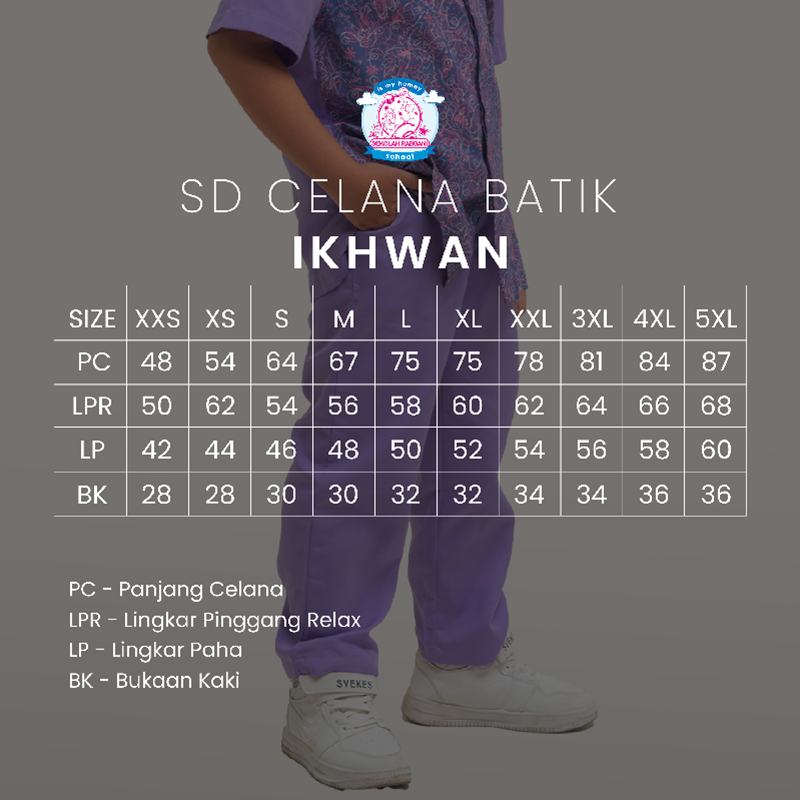 is my homey
SEKOLAH RABBANI
school
SD CELANA BATIK
IKHWAN
SIZE XXS XS S M L XL XXL 3XL 4XL 5XL
PC 48 54 64 67 75 75 78 81 84 87
LPR 50 62 54 56 58 60 62 64 66 68
LP 42 44 46 48 50 52 54 56 58 60
BK 28 28 30 30 32 32 34 34 36 36
PC - Panjang Celana
LPR - Lingkar Pinggang Relax
LP - Lingkar Paha
BK - Bukaan Kaki
SVEKES